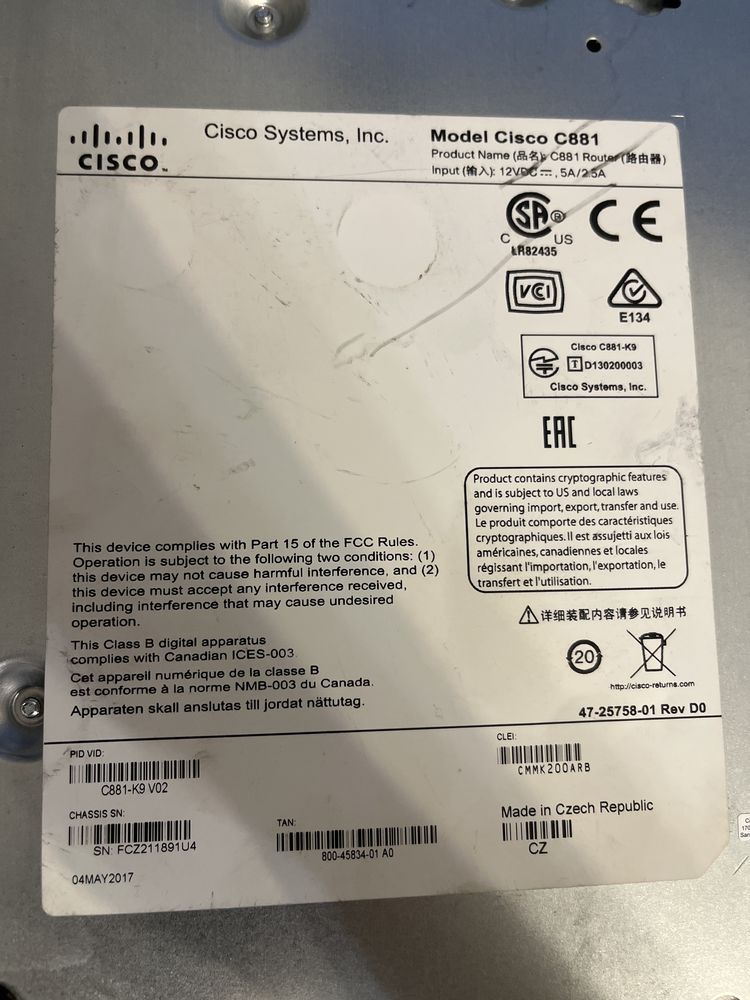 CISCO
Cisco Systems, Inc.
Model Cisco C881
Product Name (品名): C881 Router (路由器)
Input (输入): 12VDC ⎓, 5A/2.5A
SA ®
C US
LR82435
CE
VCI
E134
Cisco C881-K9
T D130200003
Cisco Systems, Inc.
EAC
Product contains cryptographic features
and is subject to US and local laws
governing import, export, transfer and use.
Le produit comporte des caractéristiques
cryptographiques. Il est assujetti aux lois
américaines, canadiennes et locales
régissant l'importation, l'exportation, le
transfert et l'utilisation.
This device complies with Part 15 of the FCC Rules.
Operation is subject to the following two conditions: (1)
this device may not cause harmful interference, and (2)
this device must accept any interference received,
including interference that may cause undesired
operation.
This Class B digital apparatus
complies with Canadian ICES-003
Cet appareil numérique de la classe B
est conforme à la norme NMB-003 du Canada.
Apparaten skall anslutas till jordat nättutag.
⚠详细装配内容请参见说明书
20
http://cisco-returns.com
47-25758-01 Rev D0
PID VID:
C881-K9 V02
CLEI:
CMMK200ARB
CHASSIS SN:
SN: FCZ211891U4
TAN:
800-45834-01 A0
Made in Czech Republic
CZ
04MAY2017